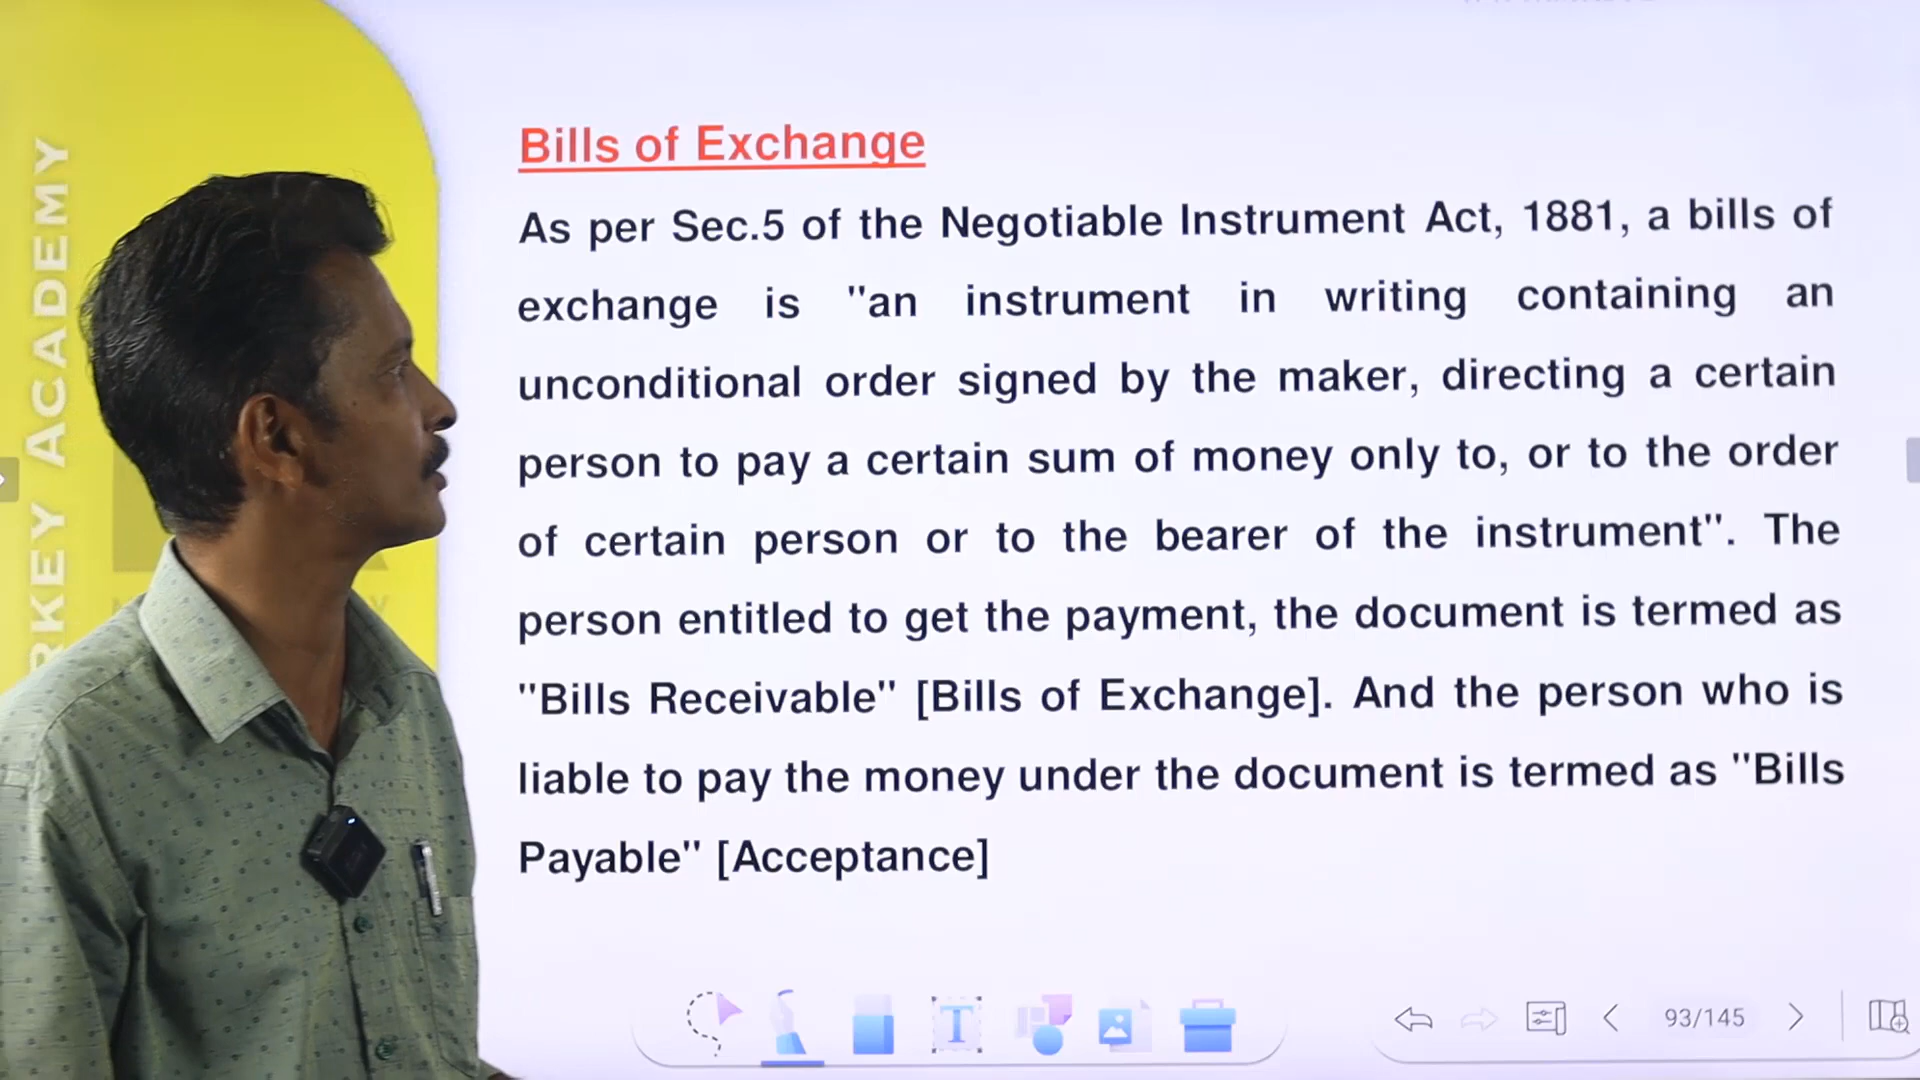 Bills of Exchange
As per Sec.5 of the Negotiable Instrument Act, 1881, a bills of
exchange is "an instrument in writing containing an
unconditional order signed by the maker, directing a certain
person to pay a certain sum of money only to, or to the order
of certain person or to the bearer of the instrument". The
person entitled to get the payment, the document is termed as
"Bills Receivable" [Bills of Exchange]. And the person who is
liable to pay the money under the document is termed as "Bills
Payable" [Acceptance]
RKEY ACADEMY
T
93/145